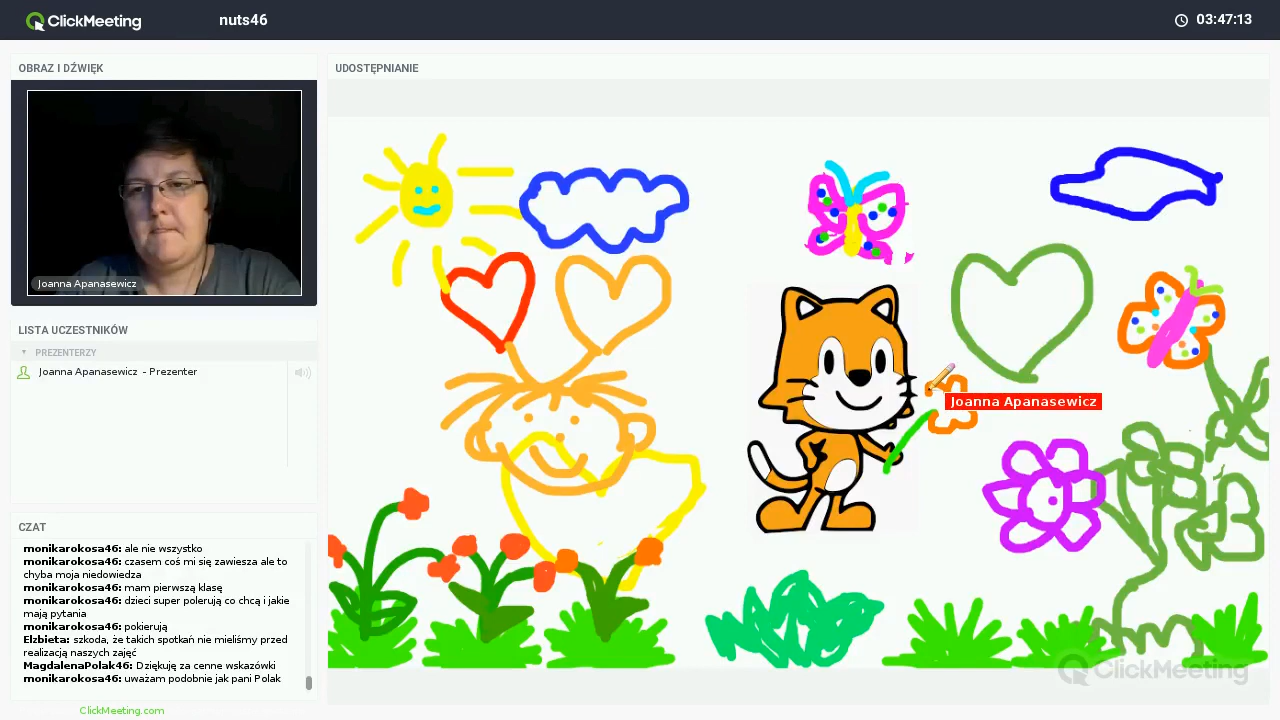 ClickMeeting
nuts46
03:47:13
OBRAZ I DŹWIĘK
UDOSTĘPNIANIE
Joanna Apanasewicz
LISTA UCZESTNIKÓW
PREZENTERZY
Joanna Apanasewicz - Prezenter
Joanna Apanasewicz
CZAT
monikarokosa46: ale nie wszystko
monikarokosa46: czasem coś mi się zawiesza ale to
chyba moja niedowiedza
monikarokosa46: mam pierwszą klasę
monikarokosa46: dzieci super polerują co chcą i jakie
mają pytania
monikarokosa46: pokierują
Elzbieta: szkoda, że takich spotkań nie mieliśmy przed
realizacją naszych zajęć
MagdalenaPolak46: Dziękuję za cenne wskazówki
monikarokosa46: uważam podobnie jak pani Polak
ClickMeeting
ClickMeeting.com